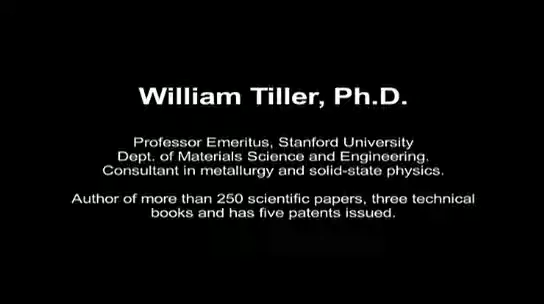 William Tiller, Ph.D.
Professor Emeritus, Stanford University
Dept. of Materials Science and Engineering.
Consultant in metallurgy and solid-state physics.
Author of more than 250 scientific papers, three technical
books and has five patents issued.